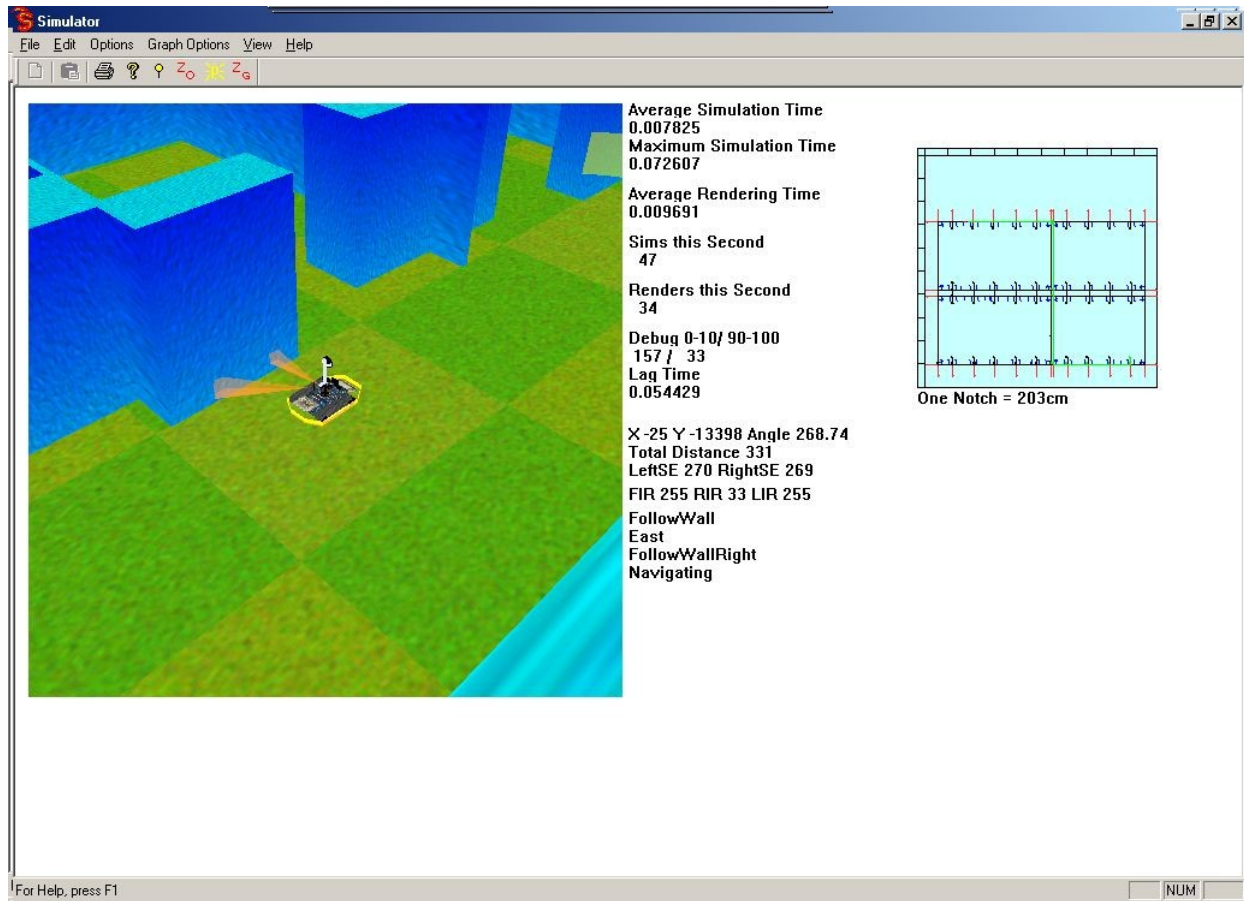 Simulator
File Edit Options Graph Options View Help
Z O D Z G
Average Simulation Time
0.007825
Maximum Simulation Time
0.072607
Average Rendering Time
0.009691
Sims this Second
47
Renders this Second
34
Debug 0-10/ 90-100
157 / 33
Lag Time
0.054429
X -25 Y -13398 Angle 268.74
Total Distance 331
LeftSE 270 RightSE 269
FIR 255 RIR 33 LIR 255
FollowWall
East
FollowWallRight
Navigating
One Notch = 203cm
For Help, press F1
NUM